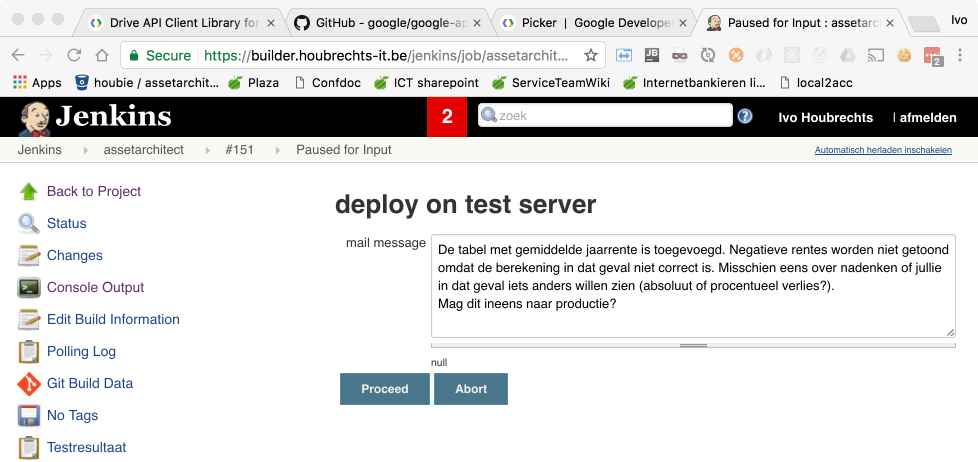 Drive API Client Library for
GitHub - google/google-ap
Picker | Google Developer
Paused for Input : assetarc
Ivo
Secure
https://builder.houbrechts-it.be/jenkins/job/assetarchit...
Apps
houbie / assetarchit...
Plaza
Confdoc
ICT sharepoint
ServiceTeamWiki
Internetbankieren li...
local2acc
Jenkins
2
zoek
Ivo Houbrechts
| afmelden
Jenkins
assetarchitect
#151
Paused for Input
Automatisch herladen inschakelen
Back to Project
Status
Changes
Console Output
Edit Build Information
Polling Log
Git Build Data
No Tags
Testresultaat
deploy on test server
mail message
De tabel met gemiddelde jaarrente is toegevoegd. Negatieve rentes worden niet getoond
omdat de berekening in dat geval niet correct is. Misschien eens over nadenken of jullie
in dat geval iets anders willen zien (absoluut of procentueel verlies?).
Mag dit ineens naar productie?
null
Proceed
Abort